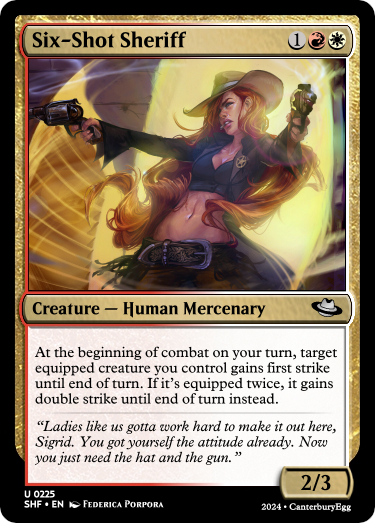 Six-Shot Sheriff 1
Creature — Human Mercenary
At the beginning of combat on your turn, target
equipped creature you control gains first strike
until end of turn. If it's equipped twice, it gains
double strike until end of turn instead.
“Ladies like us gotta work hard to make it out here,
Sigrid. You got yourself the attitude already. Now
you just need the hat and the gun.”
2/3
U 0225
SHF • EN Federica Porpora
2024 • CanterburyEgg